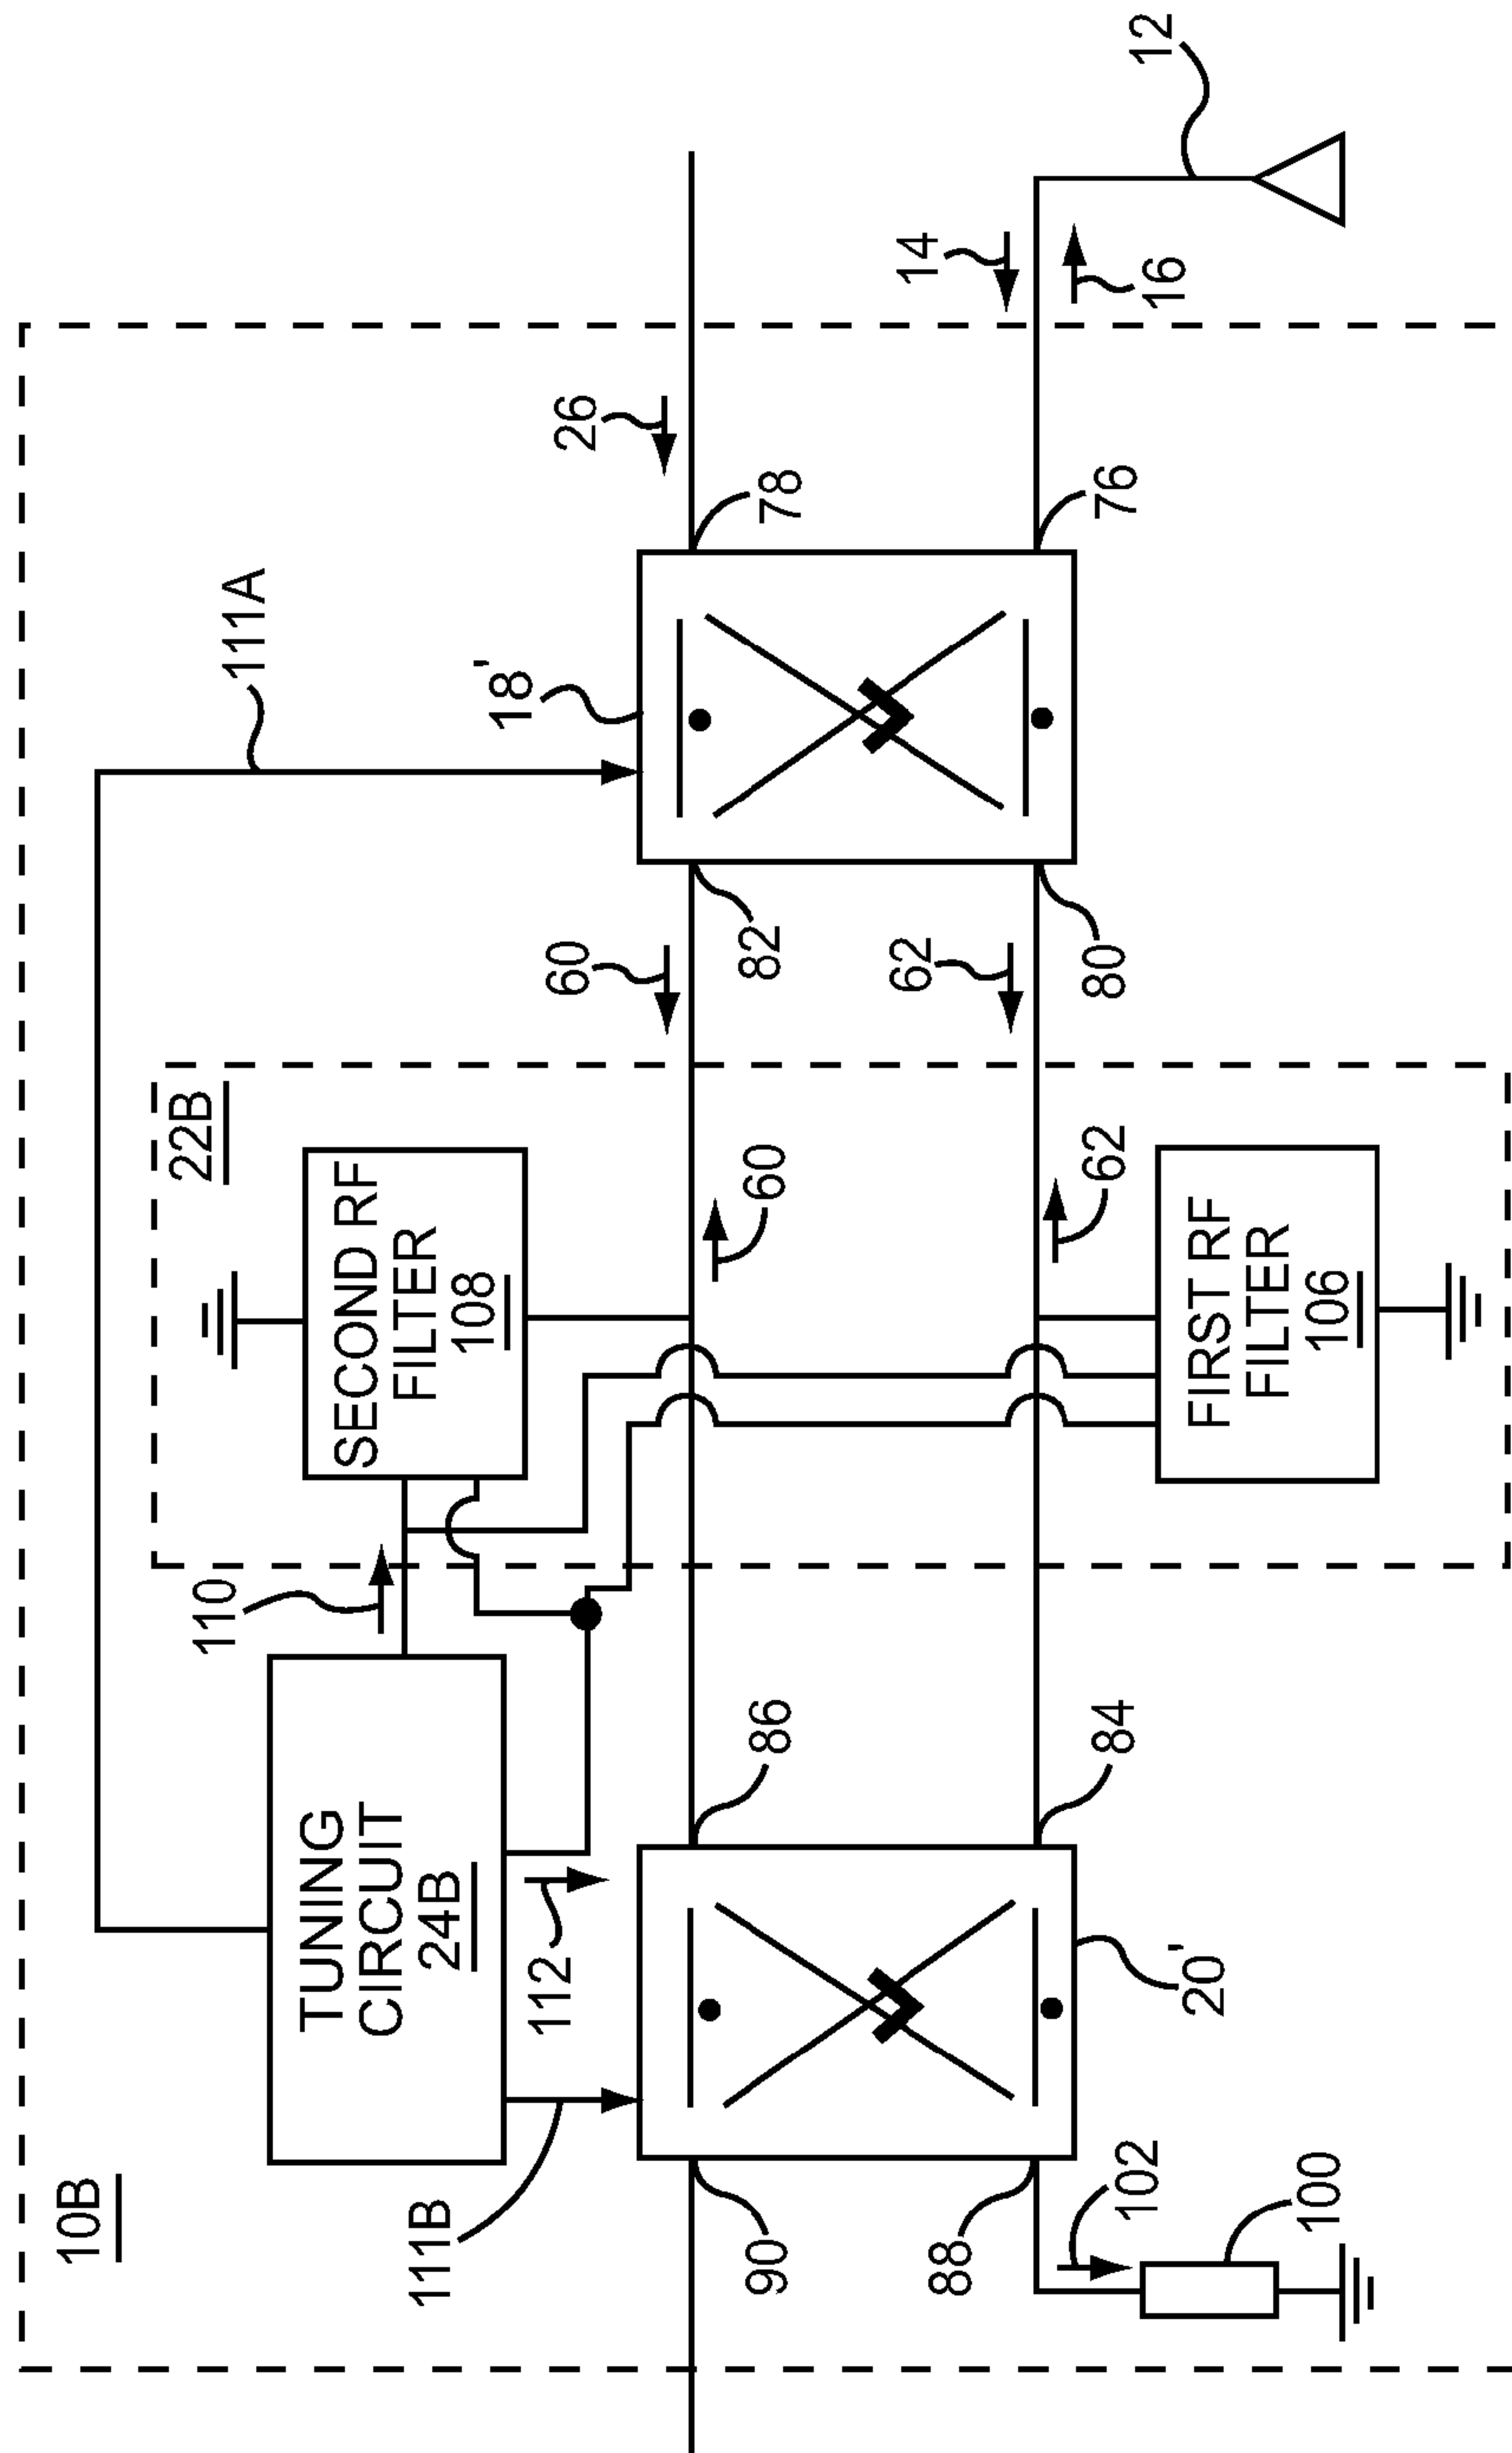 10B
111A
TUNING
CIRCUIT
24B
110
22B
SECOND RF
FILTER
108
111B
112
18'
26
14
12
60
82
78
60
86
90
62
80
76
16
62
84
88
102
20'
100
FIRST RF
FILTER
106